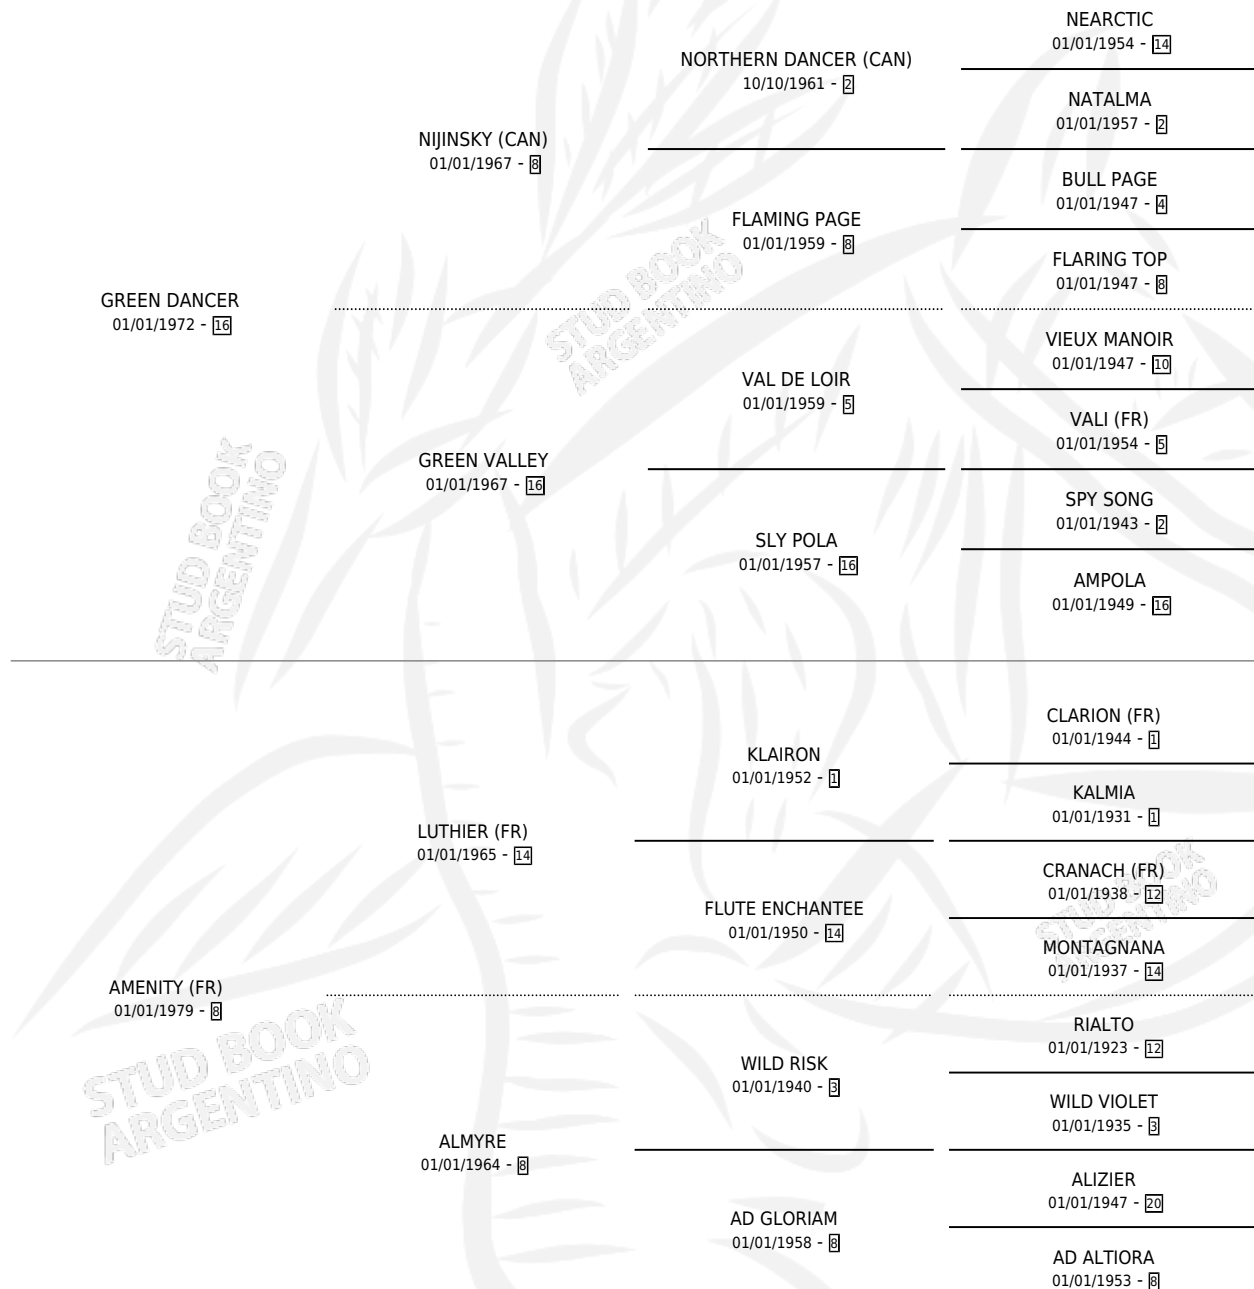 NEARCTIC
01/01/1954 - 14
NORTHERN DANCER (CAN)
10/10/1961 - 2
NATALMA
01/01/1957 - 2
NIJINSKY (CAN)
01/01/1967 - 8
BULL PAGE
01/01/1947 - 4
FLAMING PAGE
01/01/1959 - 8
FLARING TOP
01/01/1947 - 8
GREEN DANCER
01/01/1972 - 16
VIEUX MANOIR
01/01/1947 - 10
VAL DE LOIR
01/01/1959 - 5
VALI (FR)
01/01/1954 - 5
GREEN VALLEY
01/01/1967 - 16
SPY SONG
01/01/1943 - 2
SLY POLA
01/01/1957 - 16
AMPOLA
01/01/1949 - 16
CLARION (FR)
01/01/1944 - 1
KLAIRON
01/01/1952 - 1
KALMIA
01/01/1931 - 1
LUTHIER (FR)
01/01/1965 - 14
CRANACH (FR)
01/01/1938 - 12
FLUTE ENCHANTEE
01/01/1950 - 14
MONTAGNANA
01/01/1937 - 14
AMENITY (FR)
01/01/1979 - 8
RIALTO
01/01/1923 - 12
WILD RISK
01/01/1940 - 3
WILD VIOLET
01/01/1935 - 3
ALMYRE
01/01/1964 - 8
ALIZIER
01/01/1947 - 20
AD GLORIAM
01/01/1958 - 8
AD ALTIORA
01/01/1953 - 8
STUD BOOK
ARGENTINO
STUD BOOK
ARGENTINO
STUD BOOK
ARGENTINO
STUD BOOK
ARGENTINO